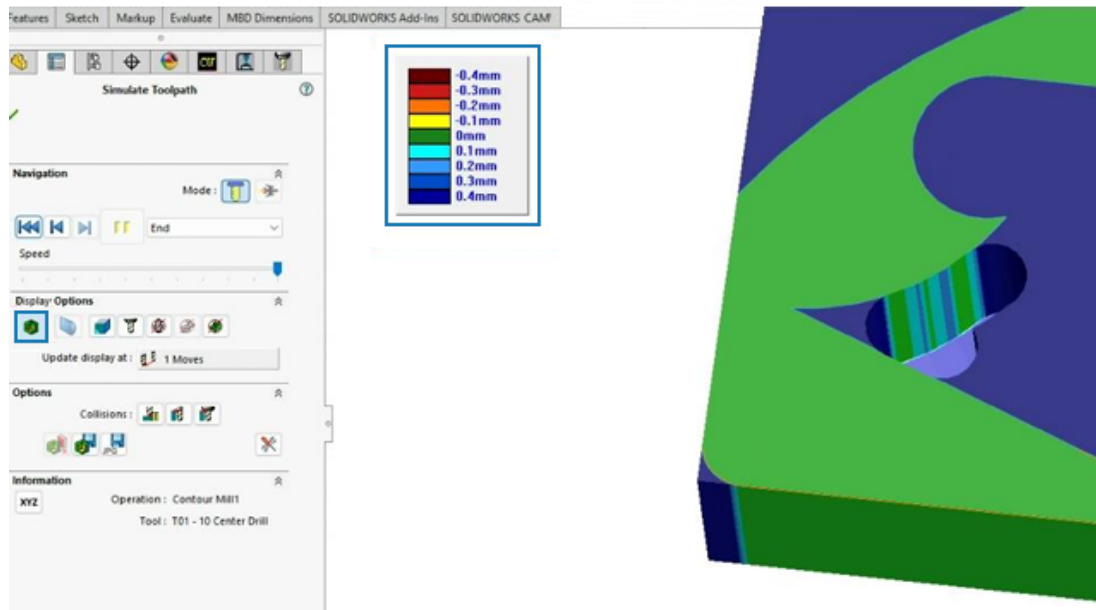 Features Sketch Markup Evaluate MBD Dimensions SOLIDWORKS Add-Ins SOLIDWORKS CAM
Simulate Toolpath
Navigation
Mode :
End
Speed
Display Options
Update display at : 1 Moves
Options
Collisions :
Information
XYZ
Operation : Contour Mill1
Tool : T01 - 10 Center Drill
-0.4mm
-0.3mm
-0.2mm
-0.1mm
0mm
0.1mm
0.2mm
0.3mm
0.4mm